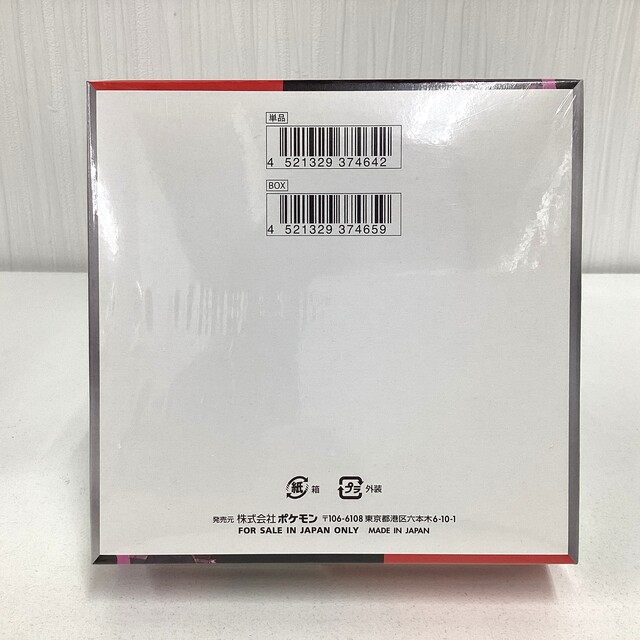 単品
4 521329 374642
BOX
4 521329 374659
紙 箱 プラ 外装
発売元 株式会社ポケモン 〒106-6108 東京都港区六本木6-10-1
FOR SALE IN JAPAN ONLY MADE IN JAPAN